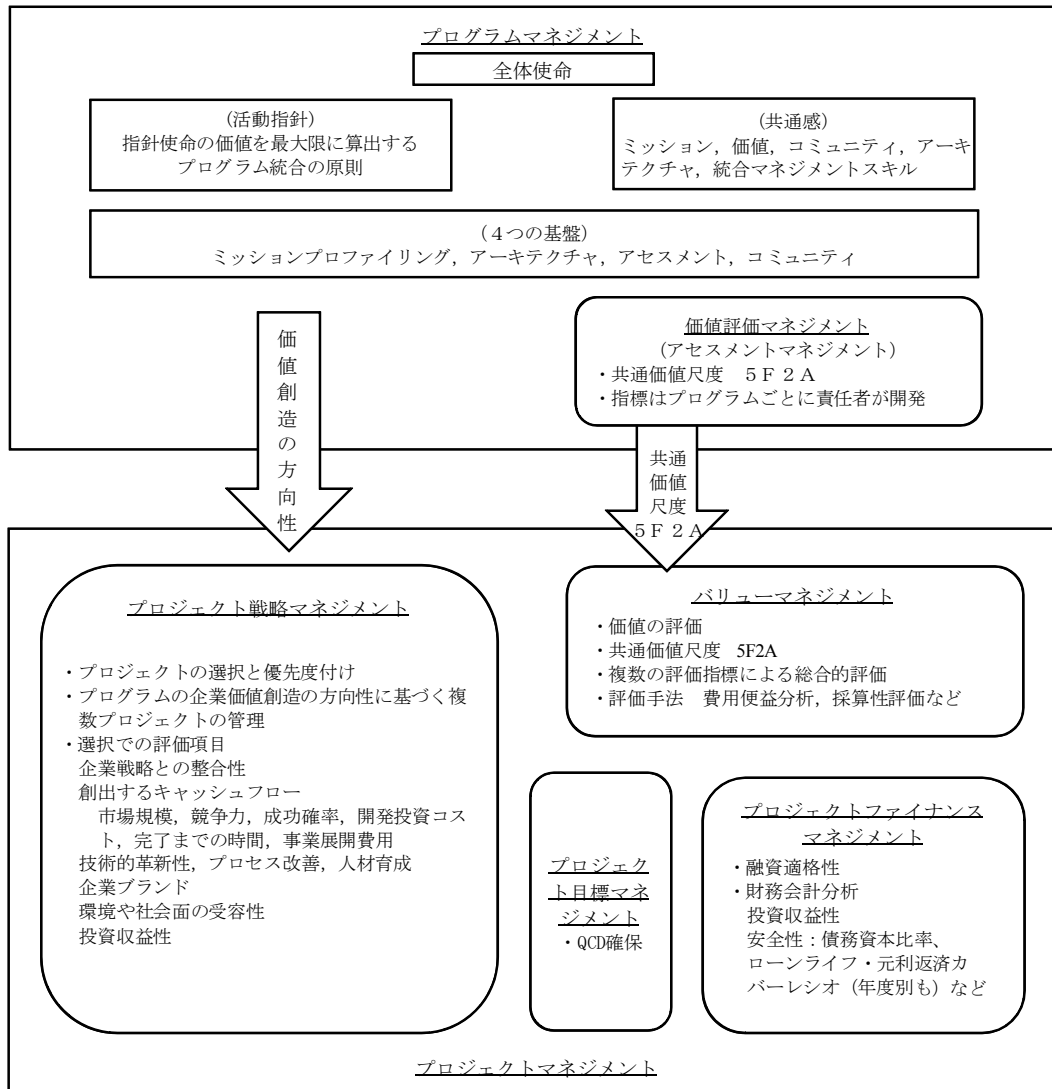 プログラムマネジメント
全体使命
(活動指針)
指針使命の価値を最大限に算出する
プログラム統合の原則
(共通感)
ミッション，価値，コミュニティ，アーキ
テクチャ，統合マネジメントスキル
(４つの基盤)
ミッションプロファイリング，アーキテクチャ，アセスメント，コミュニティ
価値創造の方向性
価値評価マネジメント
(アセスメントマネジメント)
・共通価値尺度　５Ｆ２Ａ
・指標はプログラムごとに責任者が開発
共通
価値
尺度
５Ｆ２Ａ
プロジェクト戦略マネジメント
・プロジェクトの選択と優先度付け
・プログラムの企業価値創造の方向性に基づく複
数プロジェクトの管理
・選択での評価項目
企業戦略との整合性
創出するキャッシュフロー
市場規模，競争力，成功確率，開発投資コス
ト，完了までの時間，事業展開費用
技術的革新性，プロセス改善，人材育成
企業ブランド
環境や社会面の受容性
投資収益性
バリューマネジメント
・価値の評価
・共通価値尺度　5F2A
・複数の評価指標による総合的評価
・評価手法　費用便益分析，採算性評価など
プロジェク
ト目標マネ
ジメント
・QCD確保
プロジェクトファイナンス
マネジメント
・融資適格性
・財務会計分析
投資収益性
安全性：債務資本比率、
ローンライフ・元利返済カ
バーレシオ（年度別も）など
プロジェクトマネジメント